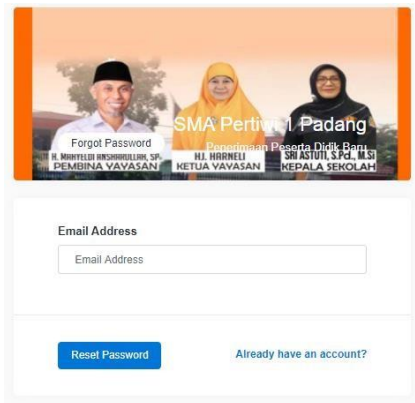 SMA Pertiwi 1 Padang
Forgot Password
Penerimaan Peserta Didik Baru
H. MAHYELDI ANSHARULLAH, SP.
PEMBINA YAYASAN
HJ. HARNELI
KETUA YAYASAN
SRI ASTUTI, S.Pd., M.Si
KEPALA SEKOLAH
Email Address
Email Address
Reset Password
Already have an account?